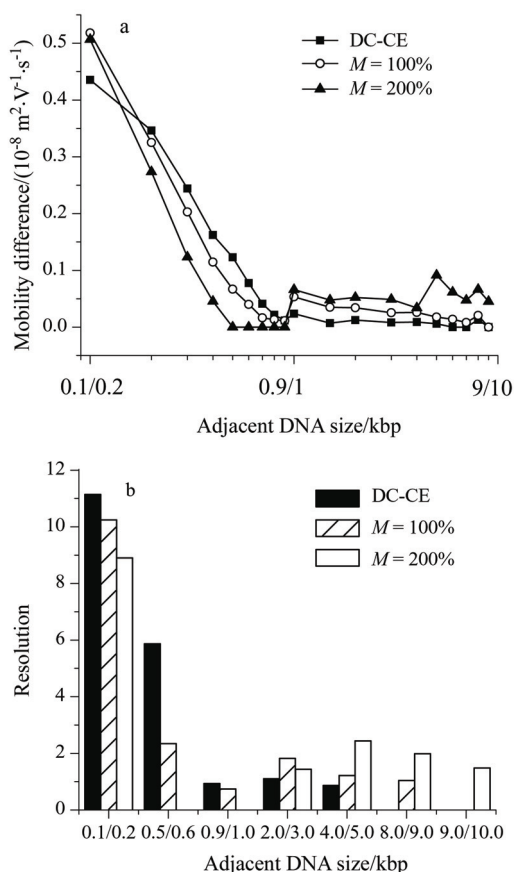 a
DC-CE
M = 100%
M = 200%
Mobility difference/(10⁻⁸ m²·V⁻¹·s⁻¹)
0.5
0.4
0.3
0.2
0.1
0.0
0.1/0.2 0.9/1 9/10
Adjacent DNA size/kbp
b
DC-CE
M = 100%
M = 200%
Resolution
12
10
8
6
4
2
0
0.1/0.2 0.5/0.6 0.9/1.0 2.0/3.0 4.0/5.0 8.0/9.0 9.0/10.0
Adjacent DNA size/kbp